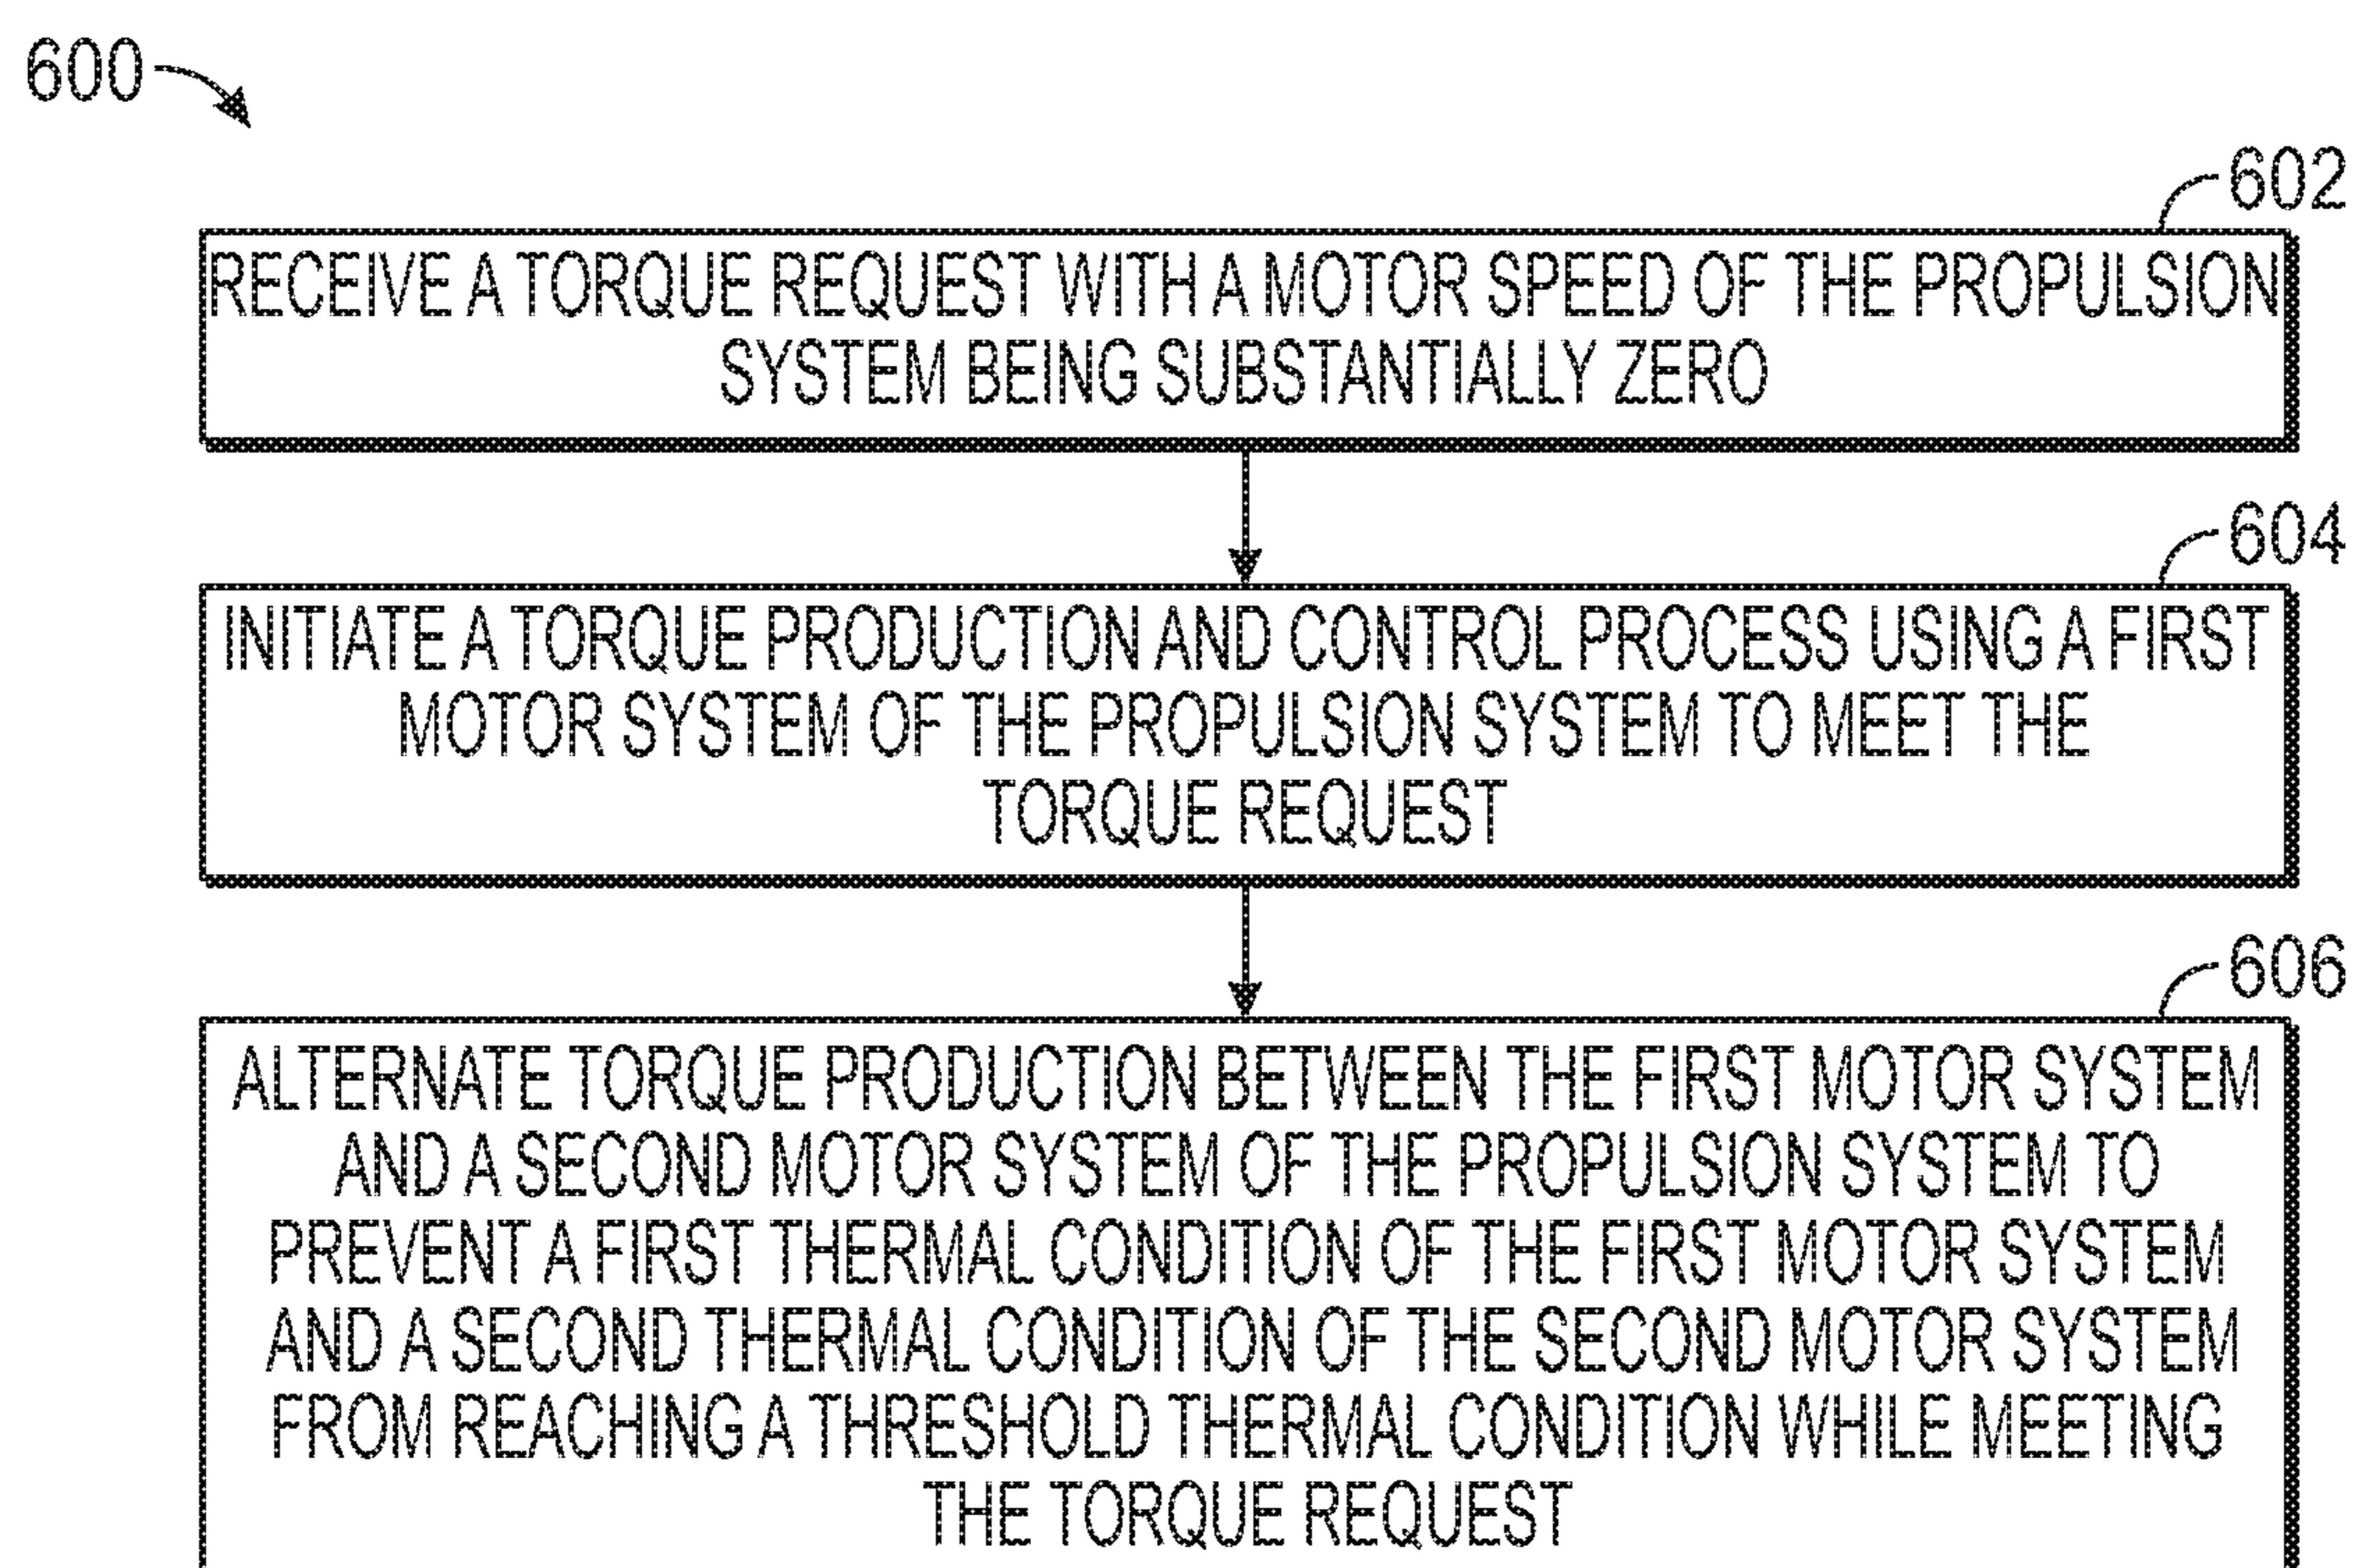 600
602
RECEIVE A TORQUE REQUEST WITH A MOTOR SPEED OF THE PROPULSION
SYSTEM BEING SUBSTANTIALLY ZERO
604
INITIATE A TORQUE PRODUCTION AND CONTROL PROCESS USING A FIRST
MOTOR SYSTEM OF THE PROPULSION SYSTEM TO MEET THE
TORQUE REQUEST
606
ALTERNATE TORQUE PRODUCTION BETWEEN THE FIRST MOTOR SYSTEM
AND A SECOND MOTOR SYSTEM OF THE PROPULSION SYSTEM TO
PREVENT A FIRST THERMAL CONDITION OF THE FIRST MOTOR SYSTEM
AND A SECOND THERMAL CONDITION OF THE SECOND MOTOR SYSTEM
FROM REACHING A THRESHOLD THERMAL CONDITION WHILE MEETING
THE TORQUE REQUEST